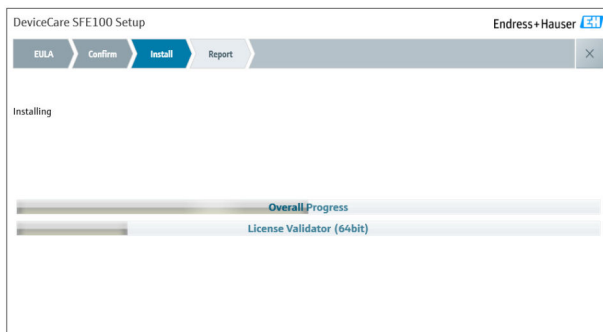 DeviceCare SFE100 Setup
Endress+Hauser EH
EULA Confirm Install Report ×
Installing
Overall Progress
License Validator (64bit)